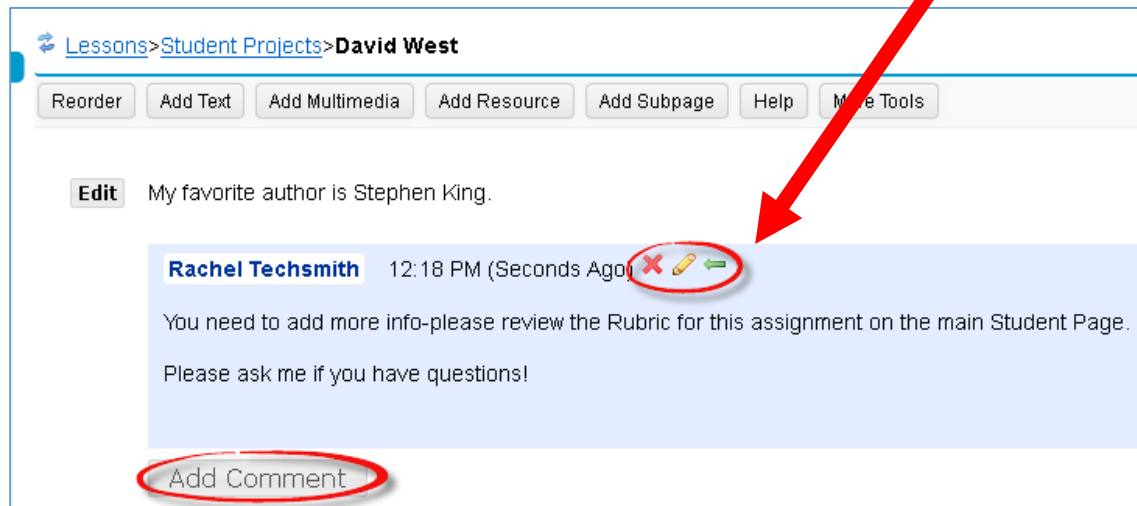 Lessons>Student Projects>David West
Reorder Add Text Add Multimedia Add Resource Add Subpage Help More Tools
Edit My favorite author is Stephen King.
Rachel Techsmith 12:18 PM (Seconds Ago)
You need to add more info-please review the Rubric for this assignment on the main Student Page.
Please ask me if you have questions!
Add Comment